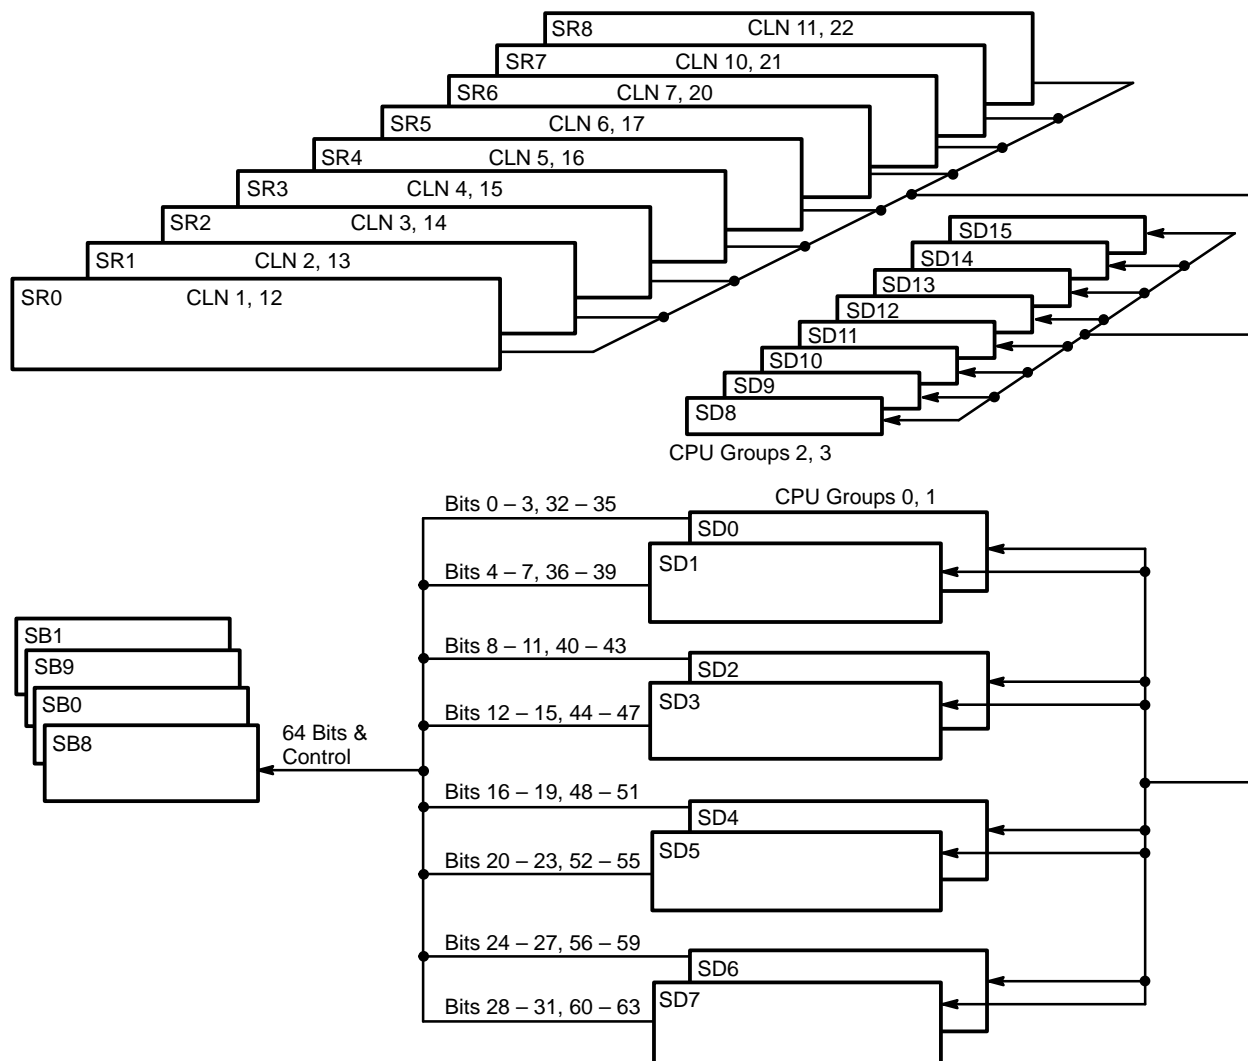 SR8 CLN 11, 22
SR7 CLN 10, 21
SR6 CLN 7, 20
SR5 CLN 6, 17
SR4 CLN 5, 16
SR3 CLN 4, 15
SR2 CLN 3, 14
SR1 CLN 2, 13
SR0 CLN 1, 12
SD15
SD14
SD13
SD12
SD11
SD10
SD9
SD8
CPU Groups 2, 3
CPU Groups 0, 1
Bits 0 – 3, 32 – 35
SD0
SD1
Bits 4 – 7, 36 – 39
Bits 8 – 11, 40 – 43
SD2
SD3
Bits 12 – 15, 44 – 47
SB1
SB9
SB0
SB8
64 Bits &
Control
Bits 16 – 19, 48 – 51
SD4
SD5
Bits 20 – 23, 52 – 55
Bits 24 – 27, 56 – 59
SD6
SD7
Bits 28 – 31, 60 – 63